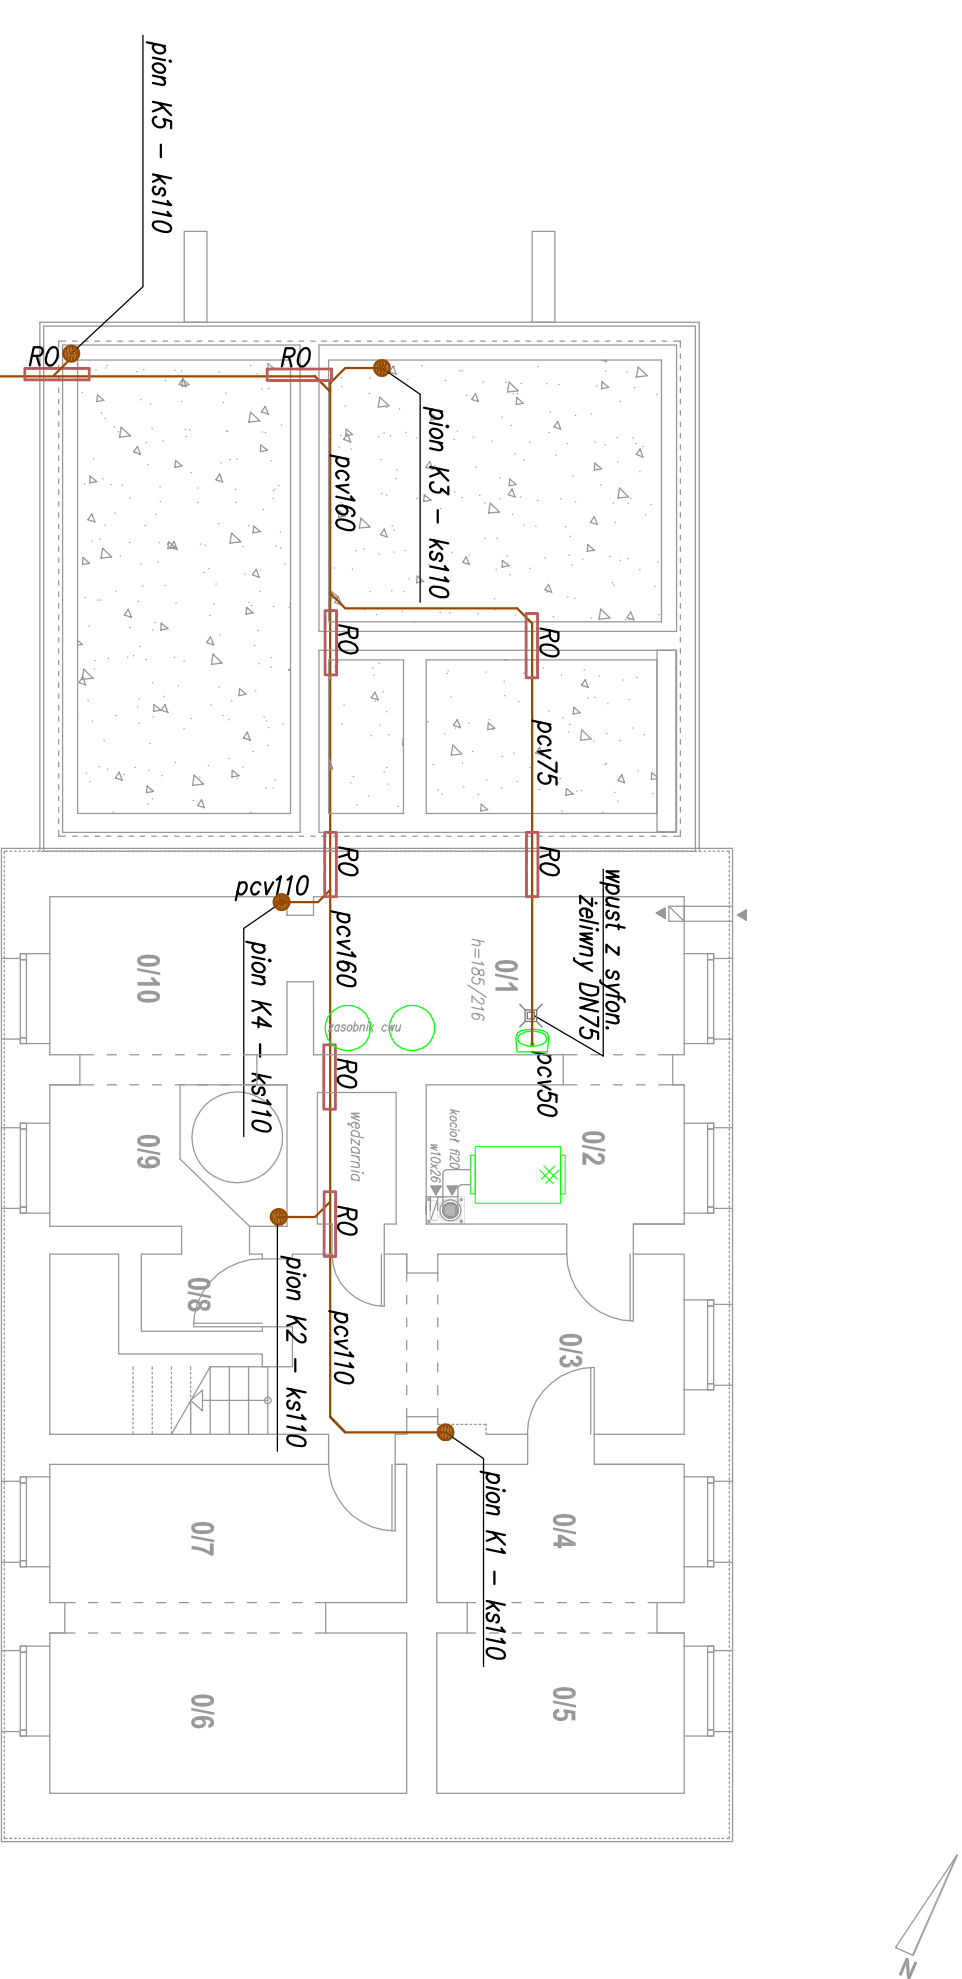 pion K5 - ks110
RO
RO
pion K3 - ks110
pcv160
RO
RO
pcv75
RO
RO
wpust z syfon.
żeliwny DN75
pcv110
pcv160
pion K4 - ks110
0/10
0/1
h=185/216
zasobnik cwu
RO
pcv50
0/9
wędzarnia
kocioł fi20
w10x26
0/2
RO
pion K2 - ks110
0/8
pcv110
0/3
pion K1 - ks110
0/7
0/4
0/6
0/5
N